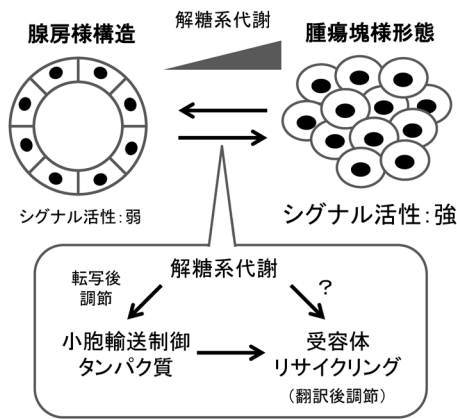 解糖系代謝
腺房様構造
腫瘍塊様形態
シグナル活性:弱
シグナル活性:強
解糖系代謝
転写後
調節
?
小胞輸送制御
タンパク質
受容体
リサイクリング
(翻訳後調節)